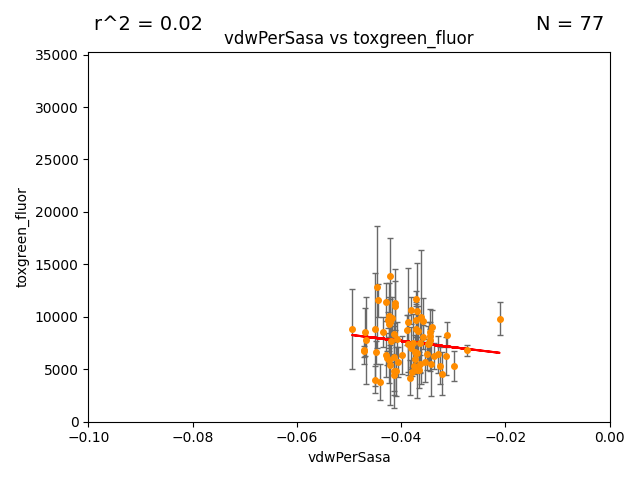 r^2 = 0.02
N = 77
vdwPerSasa vs toxgreen_fluor
35000
30000
25000
20000
15000
10000
5000
0
toxgreen_fluor
−0.10
−0.08
−0.06
−0.04
−0.02
0.00
vdwPerSasa